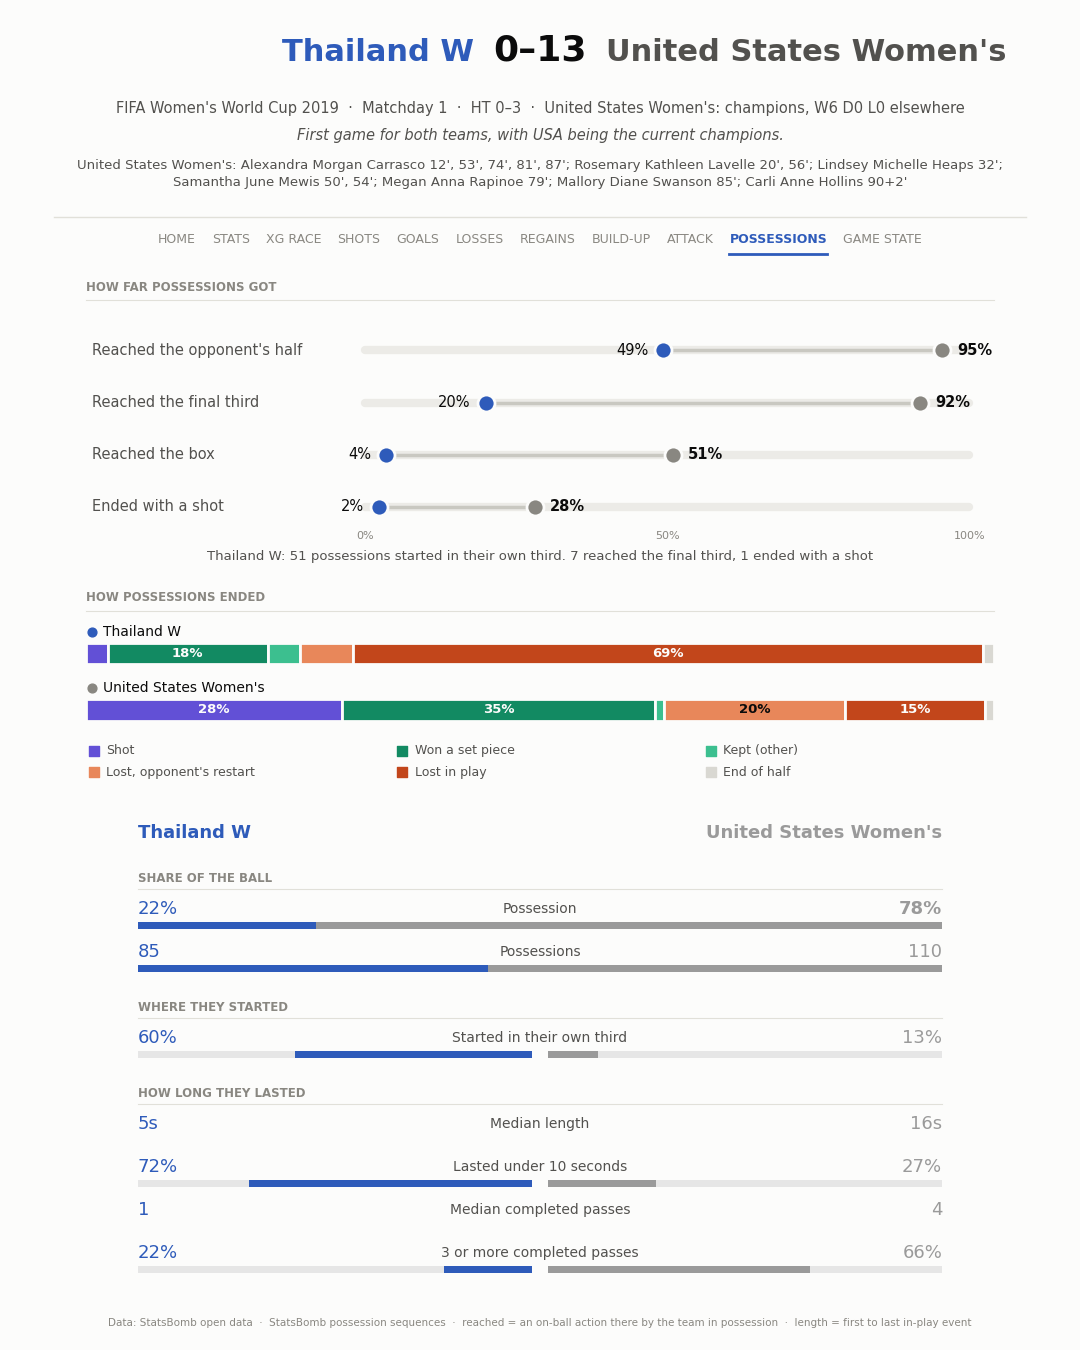 Thailand W 0–13 United States Women's
FIFA Women's World Cup 2019 · Matchday 1 · HT 0–3 · United States Women's: champions, W6 D0 L0 elsewhere
First game for both teams, with USA being the current champions.
United States Women's: Alexandra Morgan Carrasco 12', 53', 74', 81', 87'; Rosemary Kathleen Lavelle 20', 56'; Lindsey Michelle Heaps 32';
Samantha June Mewis 50', 54'; Megan Anna Rapinoe 79'; Mallory Diane Swanson 85'; Carli Anne Hollins 90+2'
HOME STATS XG RACE SHOTS GOALS LOSSES REGAINS BUILD-UP ATTACK POSSESSIONS GAME STATE
HOW FAR POSSESSIONS GOT
Reached the opponent's half 49% 95%
Reached the final third 20% 92%
Reached the box 4% 51%
Ended with a shot 2% 28%
0% 50% 100%
Thailand W: 51 possessions started in their own third. 7 reached the final third, 1 ended with a shot
HOW POSSESSIONS ENDED
Thailand W
18% 69%
United States Women's
28% 35% 20% 15%
Shot Won a set piece Kept (other)
Lost, opponent's restart Lost in play End of half
Thailand W United States Women's
SHARE OF THE BALL
22% Possession 78%
85 Possessions 110
WHERE THEY STARTED
60% Started in their own third 13%
HOW LONG THEY LASTED
5s Median length 16s
72% Lasted under 10 seconds 27%
1 Median completed passes 4
22% 3 or more completed passes 66%
Data: StatsBomb open data · StatsBomb possession sequences · reached = an on-ball action there by the team in possession · length = first to last in-play event